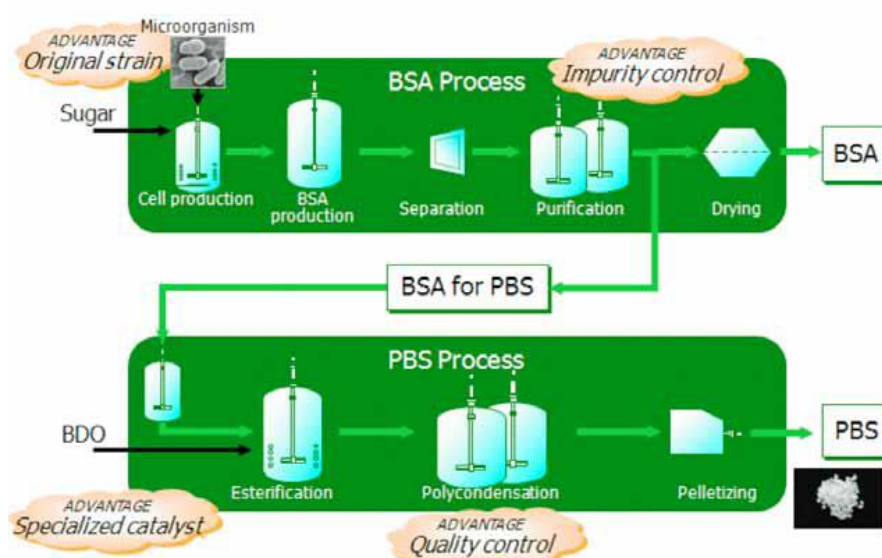 ADVANTAGE
Original strain
Microorganism
Sugar
BSA Process
ADVANTAGE
Impurity control
Cell production
BSA
production
Separation
Purification
Drying
BSA
BSA for PBS
PBS Process
BDO
Esterification
Polycondensation
Pelletizing
PBS
ADVANTAGE
Specialized catalyst
ADVANTAGE
Quality control